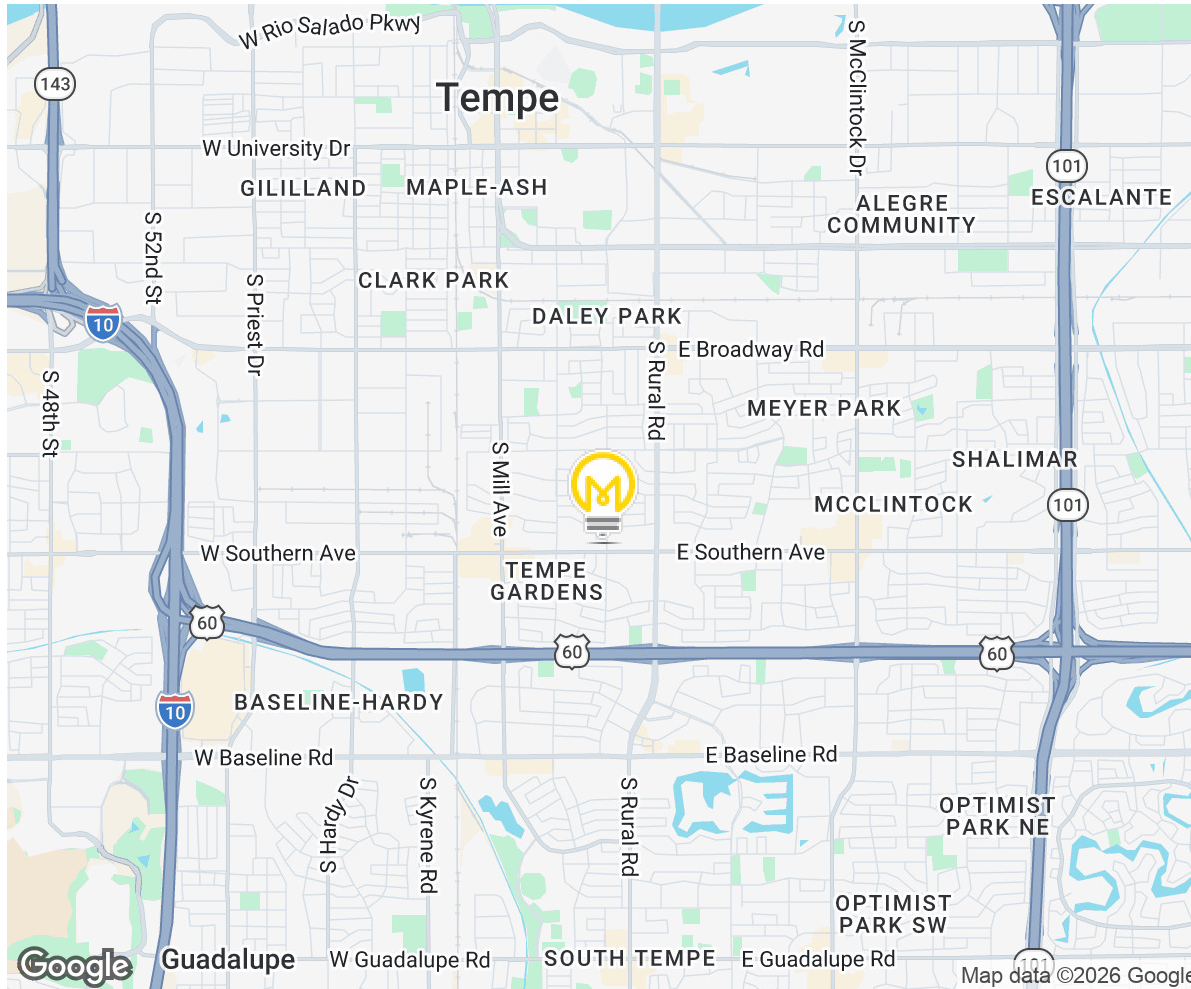 W Rio Salado Pkwy
S McClintock Dr
143
Tempe
W University Dr
101
GILILLAND
MAPLE-ASH
ESCALANTE
ALEGRE
COMMUNITY
S 52nd St
S Priest Dr
CLARK PARK
10
DALEY PARK
E Broadway Rd
S Rural Rd
S 48th St
MEYER PARK
S Mill Ave
SHALIMAR
M
MCCLINTOCK
101
W Southern Ave
E Southern Ave
TEMPE
GARDENS
60
60
60
10
BASELINE-HARDY
W Baseline Rd
E Baseline Rd
S Hardy Dr
S Kyrene Rd
S Rural Rd
OPTIMIST
PARK NE
OPTIMIST
PARK SW
Google
Guadalupe
W Guadalupe Rd
SOUTH TEMPE
E Guadalupe Rd
101
Map data ©2026 Google